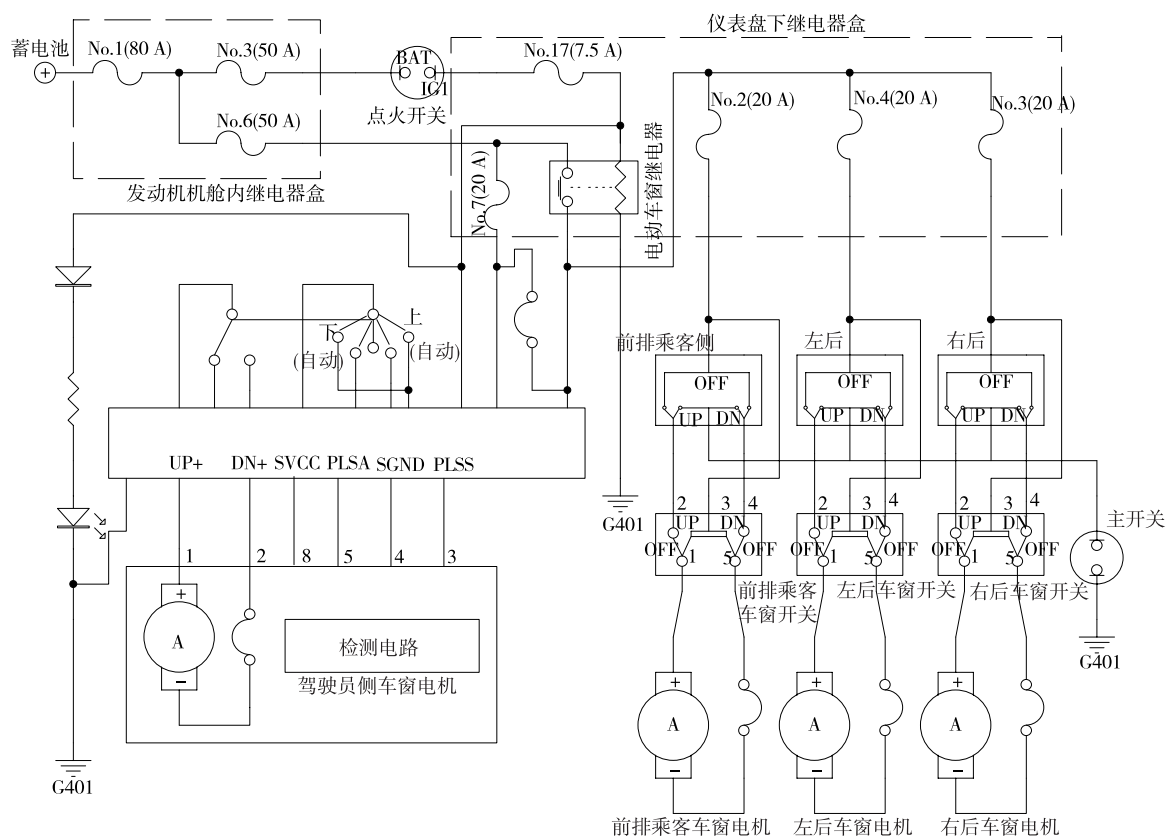 仪表盘下继电器盒
蓄电池
No.1(80 A)
No.3(50 A)
BAT
IG1
No.17(7.5 A)
点火开关
No.2(20 A)
No.4(20 A)
No.3(20 A)
No.6(50 A)
No.7(20 A)
电动车窗继电器
发动机机舱内继电器盒
下
(自动)
上
(自动)
前排乘客侧
左后
右后
OFF
OFF
OFF
UP
DN
UP
DN
UP
DN
UP+
DN+
SVCC
PLSA
SGND
PLSS
G401
2
3
4
2
3
4
2
3
4
UP
DN
UP
DN
UP
DN
OFF
OFF
OFF
OFF
OFF
OFF
1
5
1
5
1
5
主开关
1
2
8
5
4
3
前排乘客
车窗开关
左后车窗开关
右后车窗开关
+
A
−
检测电路
驾驶员侧车窗电机
G401
+
A
−
+
A
−
+
A
−
G401
前排乘客车窗电机
左后车窗电机
右后车窗电机